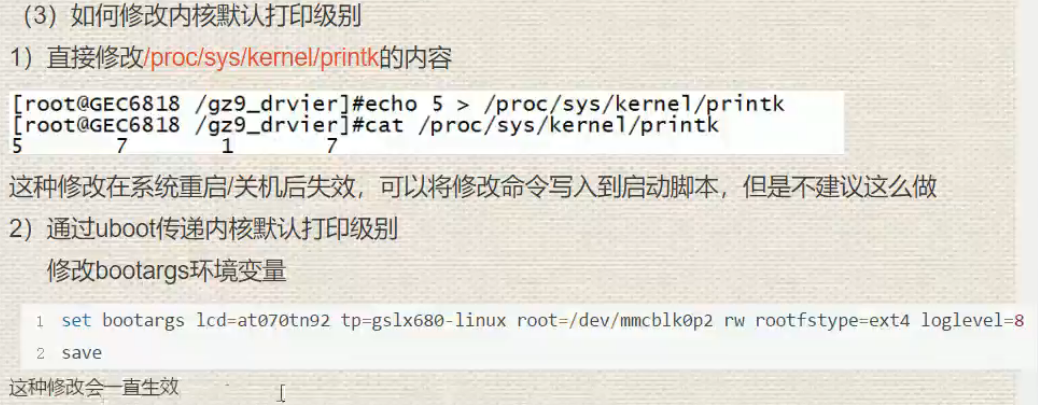 （3）如何修改内核默认打印级别
1）直接修改/proc/sys/kernel/printk的内容
[root@GEC6818 /gz9_drvier]#echo 5 > /proc/sys/kernel/printk
[root@GEC6818 /gz9_drvier]#cat /proc/sys/kernel/printk
5 7 1 7
这种修改在系统重启/关机后失效，可以将修改命令写入到启动脚本，但是不建议这么做
2）通过uboot传递内核默认打印级别
修改bootargs环境变量
1 set bootargs lcd=at070tn92 tp=gslx680-linux root=/dev/mmcblk0p2 rw rootfstype=ext4 loglevel=8
2 save
这种修改会一直生效